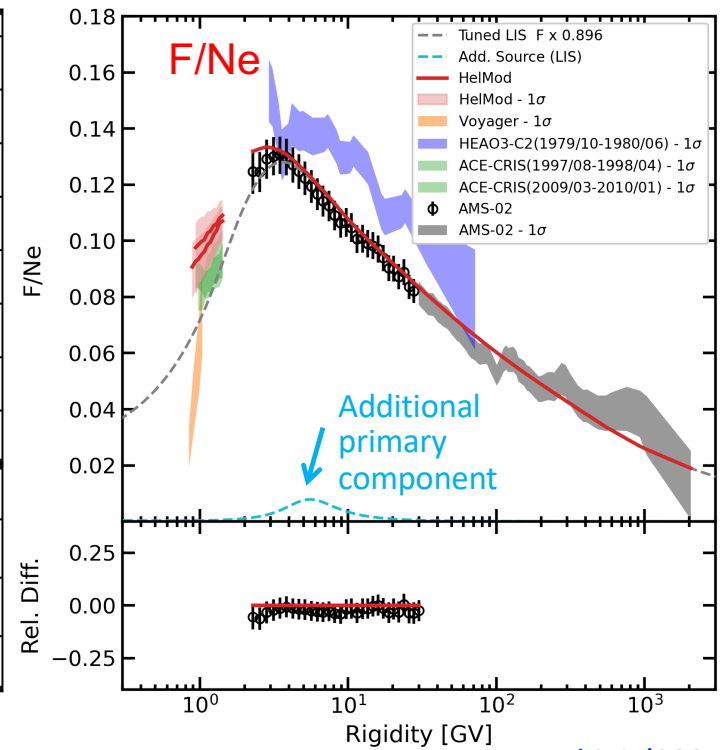 F/Ne
Tuned LIS F x 0.896
Add. Source (LIS)
HelMod
HelMod - 1σ
Voyager - 1σ
HEAO3-C2(1979/10-1980/06) - 1σ
ACE-CRIS(1997/08-1998/04) - 1σ
ACE-CRIS(2009/03-2010/01) - 1σ
AMS-02
AMS-02 - 1σ
0.18
0.16
0.14
0.12
0.10
0.08
0.06
0.04
0.02
F/Ne
Additional
primary
component
0.25
0.00
−0.25
Rel. Diff.
10⁰
10¹
10²
10³
Rigidity [GV]